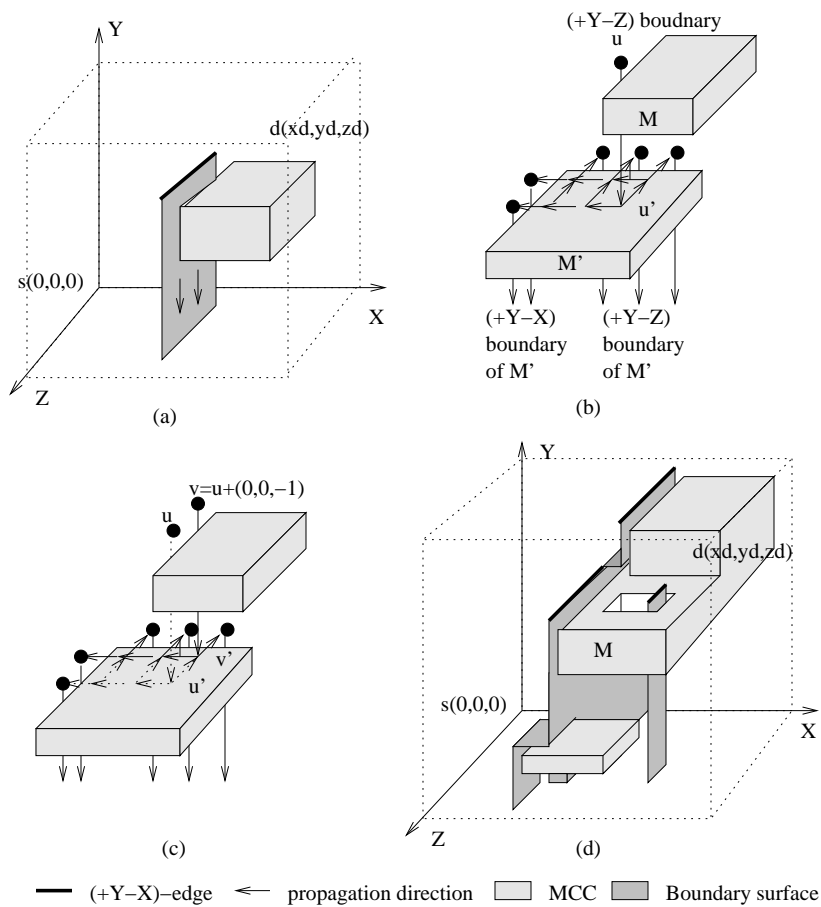 Y
d(xd,yd,zd)
s(0,0,0)
X
Z
(a)
(+Y−Z) boudnary
u
M
u'
M'
(+Y−X)
boundary
of M'
(+Y−Z)
boundary
of M'
(b)
v=u+(0,0,−1)
u
v'
u'
(c)
Y
d(xd,yd,zd)
M
s(0,0,0)
X
Z
(d)
(+Y−X)−edge
propagation direction
MCC
Boundary surface